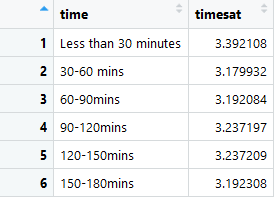 time timesat
1 Less than 30 minutes 3.392108
2 30-60 mins 3.179932
3 60-90mins 3.192084
4 90-120mins 3.237197
5 120-150mins 3.237209
6 150-180mins 3.192308